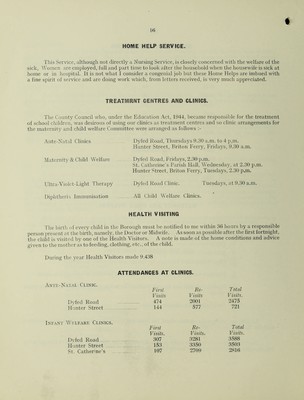 16
HOME HELP SERVICE.
This Service, although not directly a Nursing Service, is closely concerned with the welfare of the
sick. Women are employed, full and part time to look after the household when the housewife is sick at
home or in hospital. It is not what I consider a congenial job but these Home Helps are imbued with
a fine spirit of service and are doing work which, from letters received, is very much appreciated.
TREATMENT CENTRES AND CLINICS.
The County Council who, under the Education Act, 1944, became responsible for the treatment
of school children, was desirous of using our clinics as treatment centres and so clinic arrangements for
the maternity and child welfare Committee were arranged as follows :-
Ante-Natal Clinics Dyfed Road, Thursdays 9.30 a.m. to 4 p.m.
Hunter Street, Briton Ferry, Fridays, 9.30 a.m.
Maternity & Child Welfare Dyfed Road, Fridays, 2.30 p.m.
St. Catherine's Parish Hall, Wednesday, at 2.30 p.m.
Hunter Street, Briton Ferry, Tuesdays, 2.30 p.m.
Ultra-Violet Light Therapy Dyfed Road Clinic. Tuesdays, at 9.30 a.m.
Diphtheria Immunisation All Child Welfare Clinics.
HEALTH VISITING
The birth of every child in the Borough must be notified to me within 36 hours by a responsible
person present at the birth, namely, the Doctor or Midwife. As soon as possible after the first fortnight,
the child is visited by one of the Health Visitors. A note is made of the home conditions and advice
given to the mother as to feeding, clothing, etc., of the child.
During the year Health Visitors made 9,438
ATTENDANCES AT CLINICS.
ANTE-NATAL CLINIC.
First Re- Total
Visits Visits Visits.
Dyfed Road 474 2001 2475
Hunter Street 144 577 721
INFANT WELFARE CLINICS.
First Re- Total
Visits. Visits. Visits.
Dyfed Road 307 3281 3588
Hunter Street 153 3350 3503
St. Catherine's 107 2709 2816